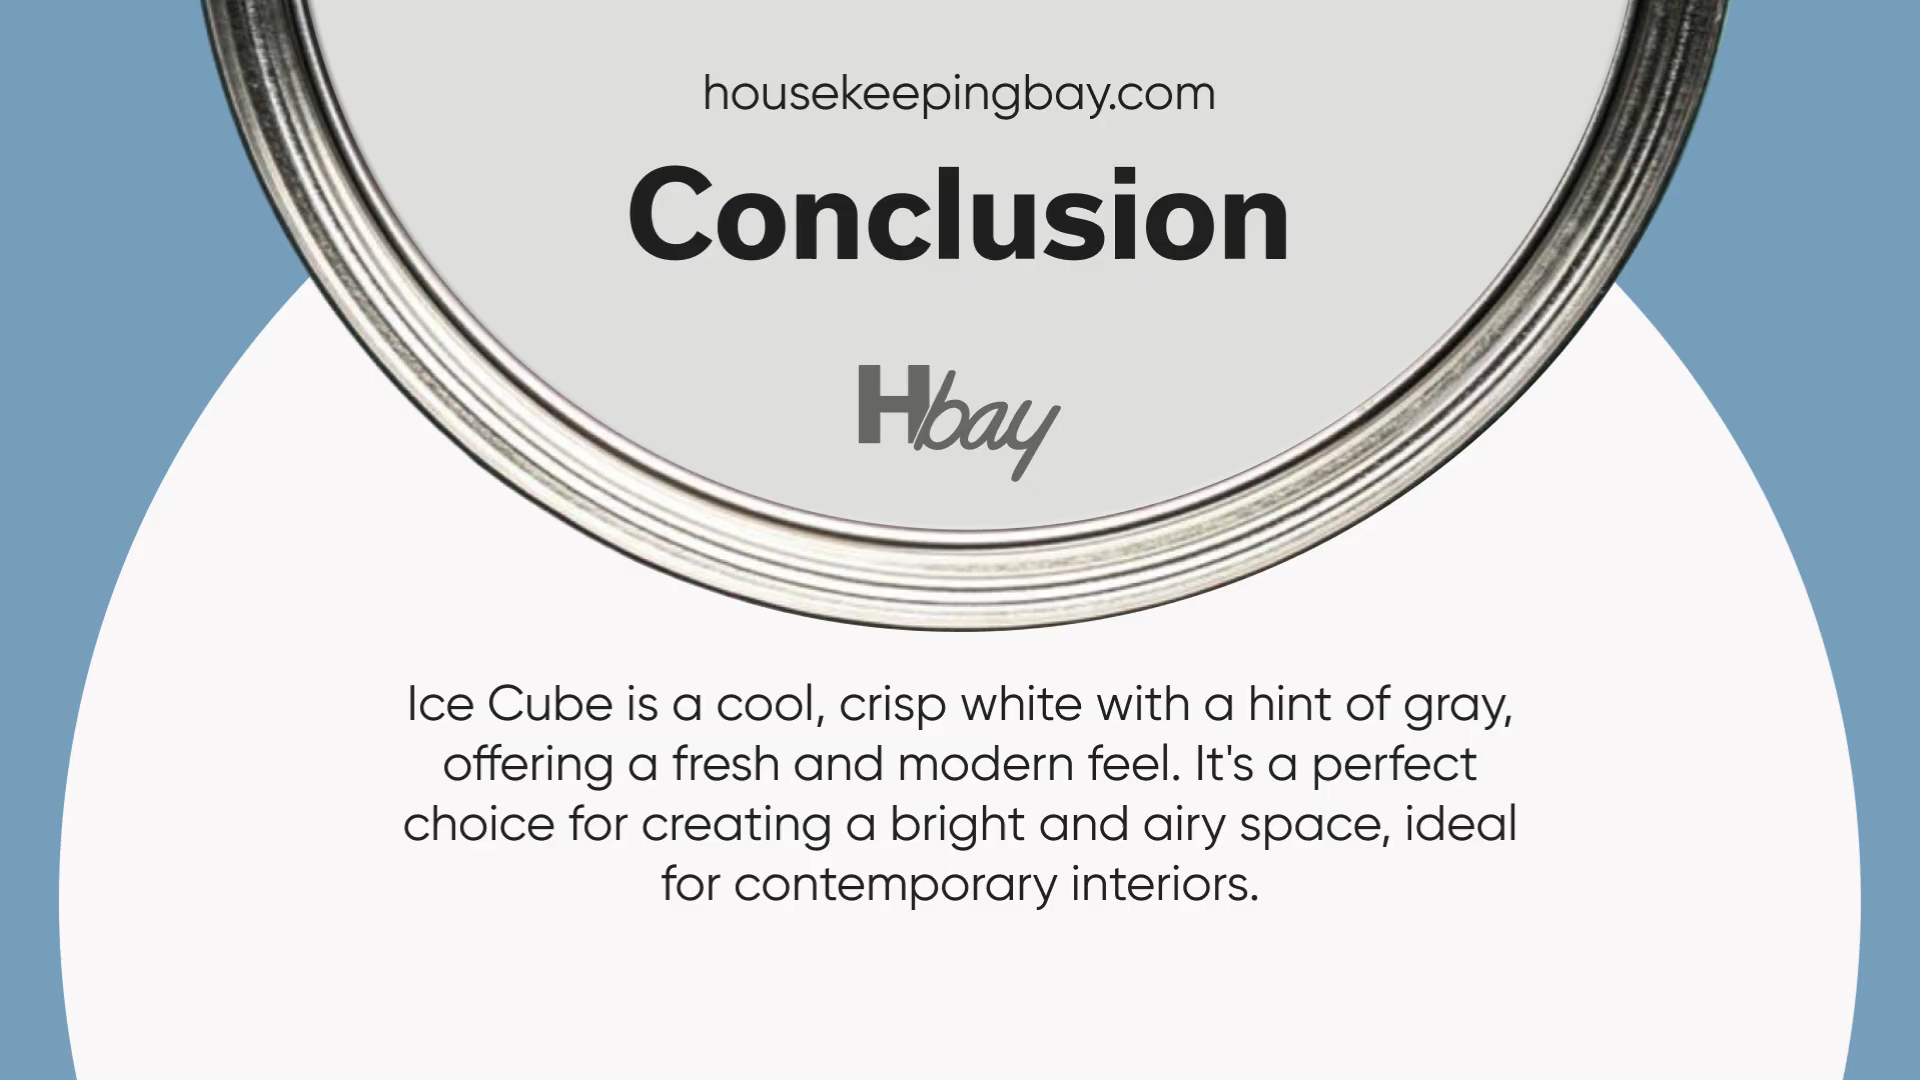 housekeepingbay.com
Conclusion
Hbay
Ice Cube is a cool, crisp white with a hint of gray,
offering a fresh and modern feel. It's a perfect
choice for creating a bright and airy space, ideal
for contemporary interiors.